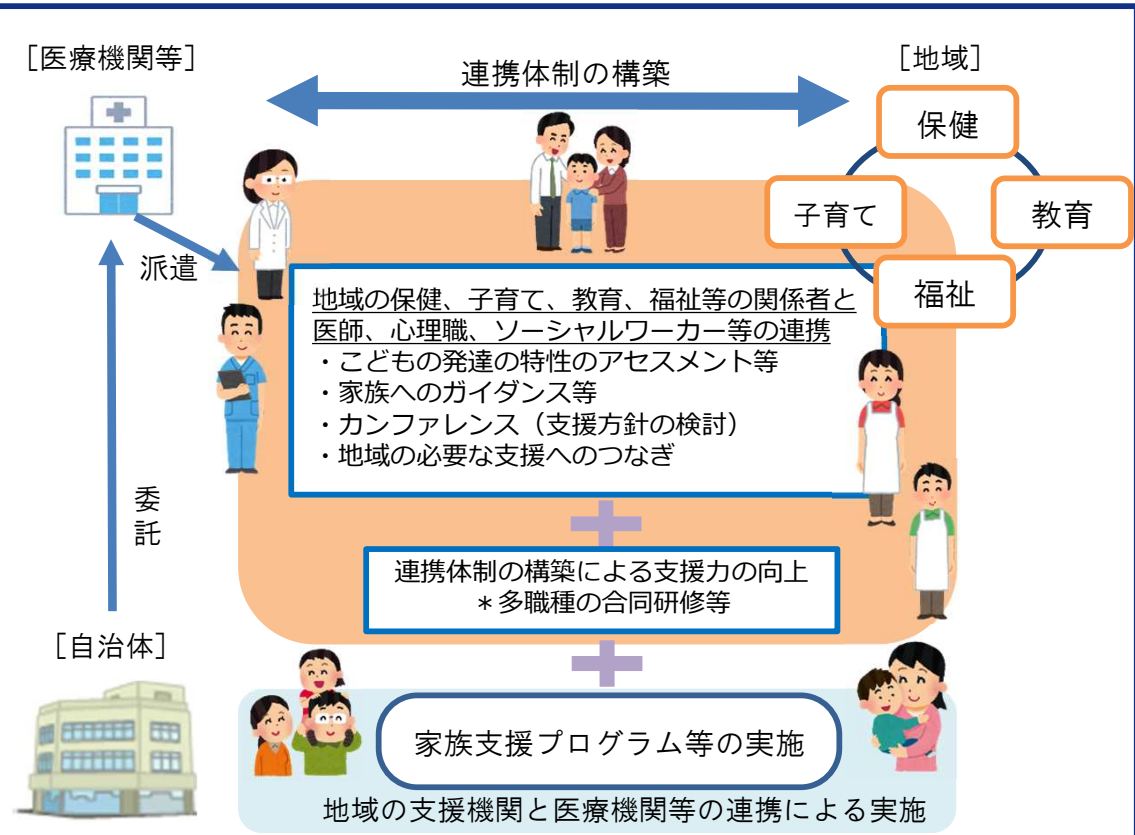 ［医療機関等］
連携体制の構築
［地域］
保健
子育て
教育
福祉
派遣
地域の保健、子育て、教育、福祉等の関係者と
医師、心理職、ソーシャルワーカー等の連携
・こどもの発達の特性のアセスメント等
・家族へのガイダンス等
・カンファレンス（支援方針の検討）
・地域の必要な支援へのつなぎ
委託
連携体制の構築による支援力の向上
＊多職種の合同研修等
［自治体］
家族支援プログラム等の実施
地域の支援機関と医療機関等の連携による実施